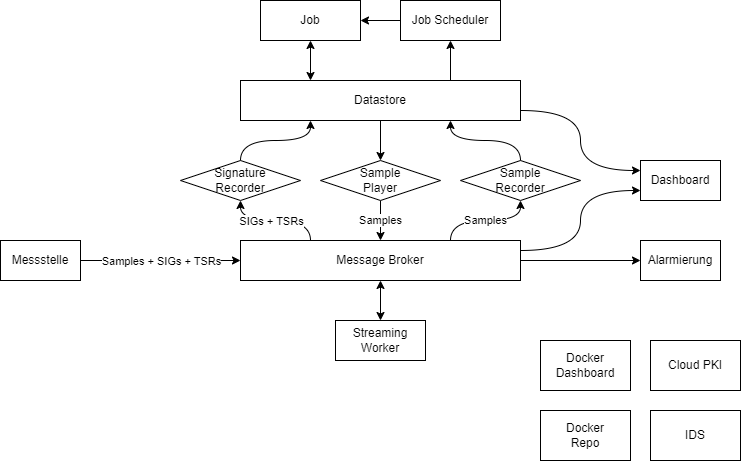 Job
Job Scheduler
Datastore
Signature
Recorder
Sample
Player
Sample
Recorder
Dashboard
SIGs + TSRs
Samples
Samples
Messstelle
Samples + SIGs + TSRs
Message Broker
Alarmierung
Streaming
Worker
Docker
Dashboard
Cloud PKI
Docker
Repo
IDS